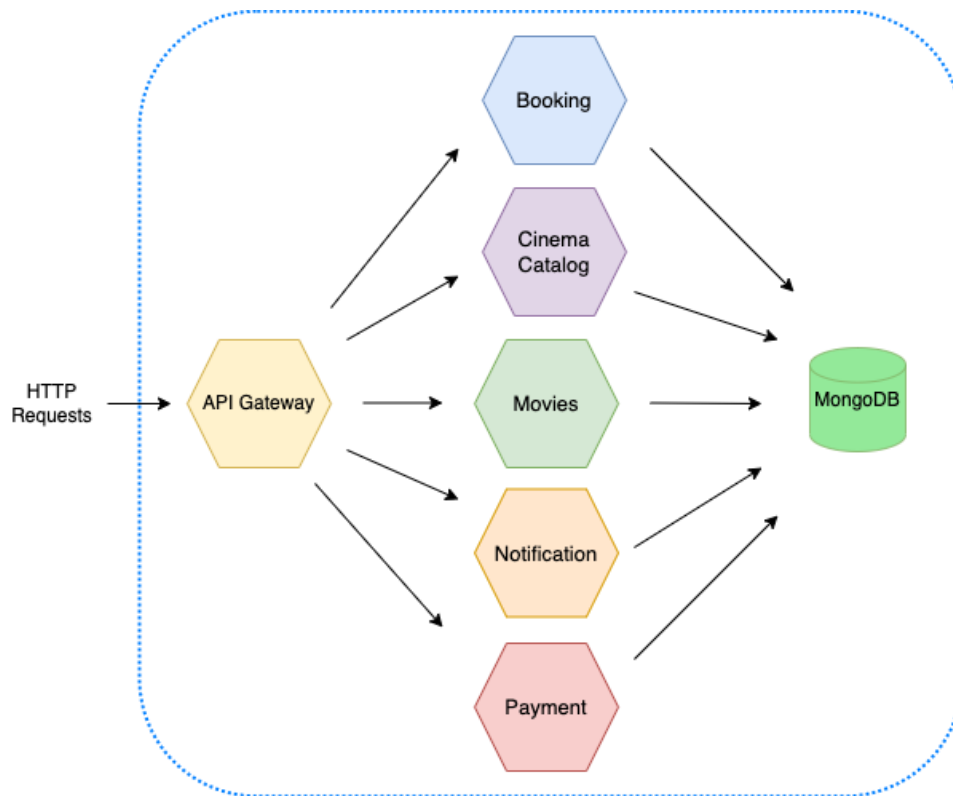 Booking
Cinema
Catalog
HTTP
Requests
API Gateway
Movies
MongoDB
Notification
Payment